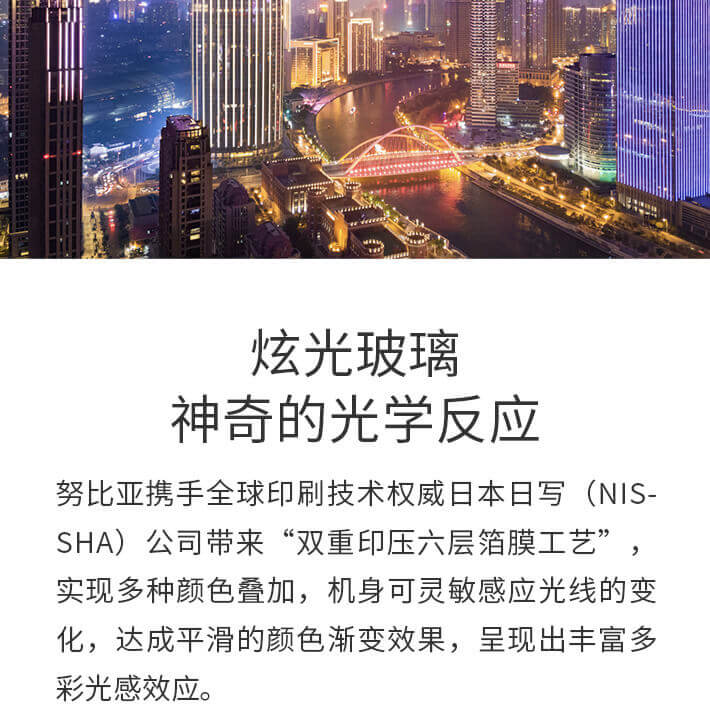 炫光玻璃
神奇的光学反应
努比亚携手全球印刷技术权威日本日写（NIS-
SHA）公司带来“双重印压六层箔膜工艺”，
实现多种颜色叠加，机身可灵敏感应光线的变
化，达成平滑的颜色渐变效果，呈现出丰富多
彩光感效应。